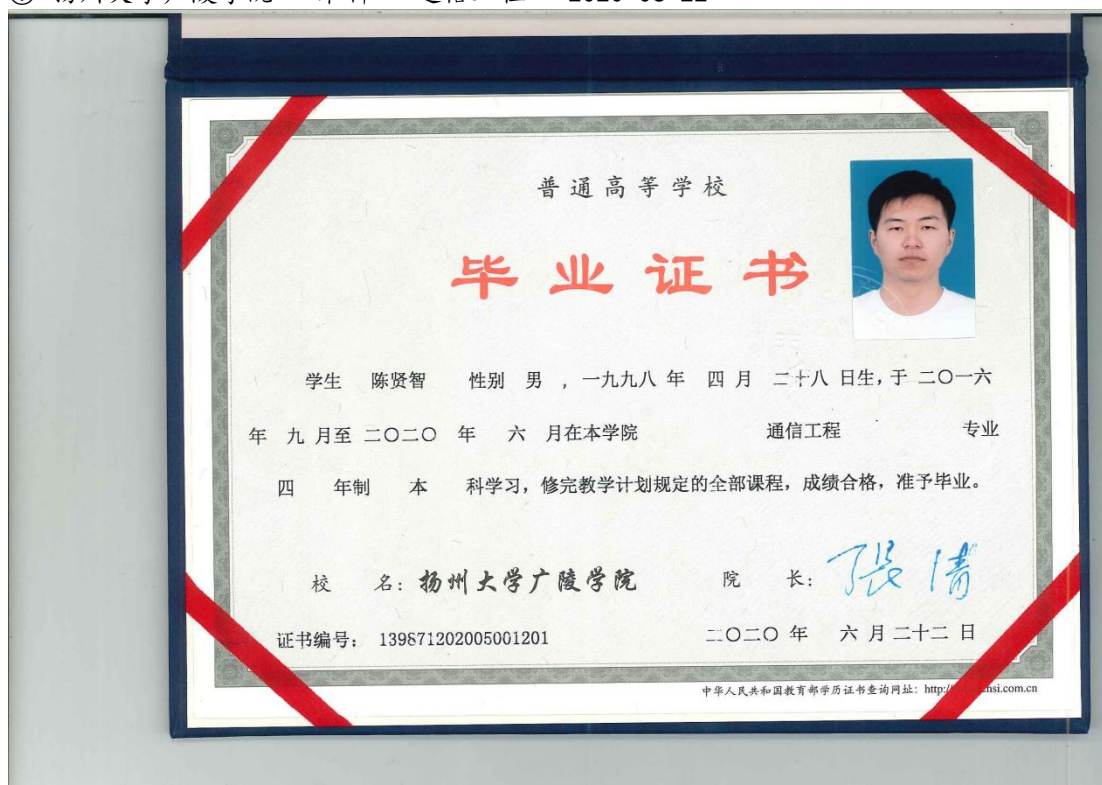 普通高等学校
毕业证书
学生 陈贤智 性别 男 ，一九九八 年 四 月 二十八 日生，于 二〇一六
年 九 月至 二〇二〇 年 六 月在本学院 通信工程 专业
四 年制 本 科学习，修完教学计划规定的全部课程，成绩合格，准予毕业。
校 名：扬州大学广陵学院 院 长：张清
证书编号：139871202005001201 二〇二〇 年 六 月 二十二 日
中华人民共和国教育部学历证书查询网址：http:/ hsi.com.cn